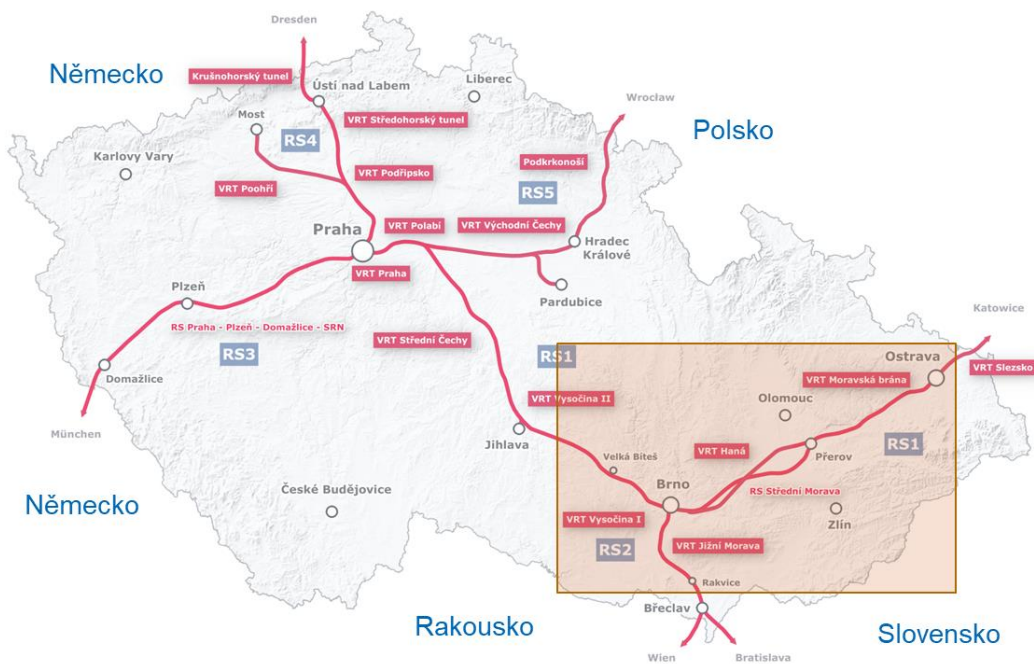 Dresden
Německo
Krušnohorský tunel
Ústí nad Labem
Liberec
Wrocław
Most
VRT Středohorský tunel
Polsko
RS4
Karlovy Vary
Podkrkonoší
VRT Podřipsko
VRT Poohří
RS5
Praha
VRT Polabí
VRT Východní Čechy
Hradec
Králové
VRT Praha
Plzeň
Pardubice
Katowice
RS Praha - Plzeň - Domažlice - SRN
VRT Střední Čechy
RS3
RS1
Ostrava
Domažlice
VRT Slezsko
VRT Moravská brána
VRT Vysočina II
Olomouc
München
Jihlava
RS1
VRT Haná
Přerov
Velká Bíteš
Německo
České Budějovice
Brno
RS Střední Morava
Zlín
VRT Vysočina I
RS2
VRT Jižní Morava
Rakvice
Břeclav
Rakousko
Slovensko
Wien
Bratislava